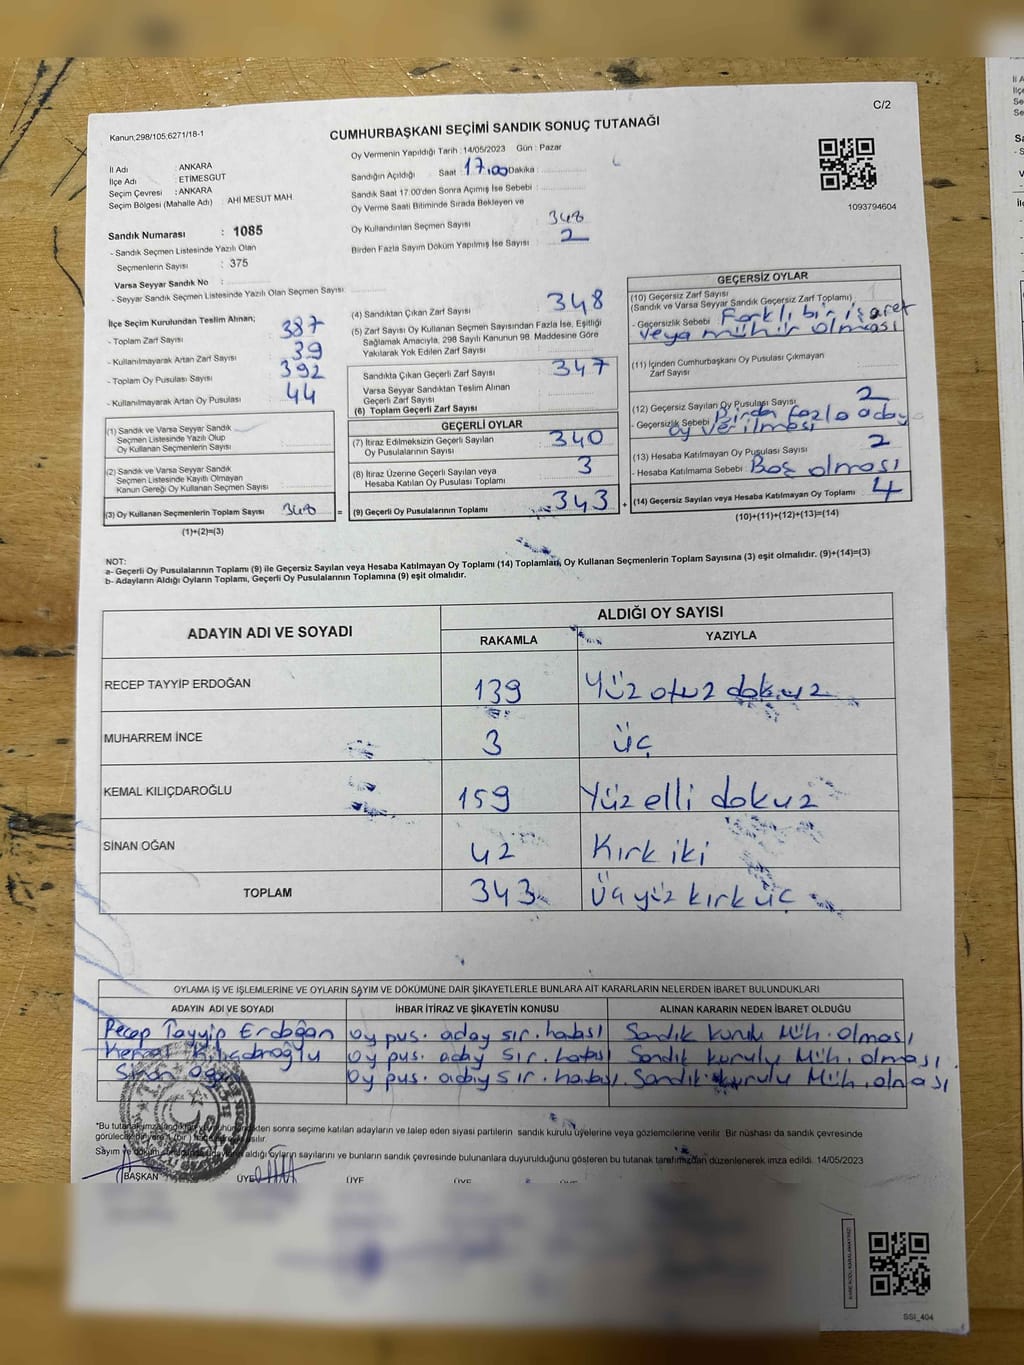 C/2
Kanun,298/105;6271/18-1
CUMHURBAŞKANI SEÇİMİ SANDIK SONUÇ TUTANAĞI
İl Adı : ANKARA
İlçe Adı : ETİMESGUT
Seçim Çevresi : ANKARA
Seçim Bölgesi (Mahalle Adı) : AHİ MESUT MAH.
Sandık Numarası : 1085
- Sandık Seçmen Listesinde Yazılı Olan
Seçmenlerin Sayısı : 375
Varsa Seyyar Sandık No :
- Seyyar Sandık Seçmen Listesinde Yazılı Olan Seçmen Sayısı:
Oy Vermenin Yapıldığı Tarih : 14/05/2023 Gün : Pazar
Sandığın Açıldığı Saat : 17.00 Dakika :
Sandık Saat 17.00'den Sonra Açımış İse Sebebi :
Oy Verme Saati Bitiminde Sırada Bekleyen ve
Oy Kullandırılan Seçmen Sayısı : 348
Birden Fazla Sayım Döküm Yapılmış İse Sayısı : 2
1093794604
İlçe Seçim Kurulundan Teslim Alınan;
- Toplam Zarf Sayısı : 387
- Kullanılmayarak Artan Zarf Sayısı : 39
- Toplam Oy Pusulası Sayısı : 392
- Kullanılmayarak Artan Oy Pusulası : 44
(1) Sandık ve Varsa Seyyar Sandık
Seçmen Listesinde Yazılı Olup
Oy Kullanan Seçmenlerin Sayısı :
(2) Sandık ve Varsa Seyyar Sandık
Seçmen Listesinde Kayıtlı Olmayan
Kanun Gereği Oy Kullanan Seçmen Sayısı :
(3) Oy Kullanan Seçmenlerin Toplam Sayısı : 348
(1)+(2)=(3)
(4) Sandıktan Çıkan Zarf Sayısı : 348
(5) Zarf Sayısı Oy Kullanan Seçmen Sayısından Fazla İse, Eşitliği
Sağlamak Amacıyla, 298 Sayılı Kanunun 98. Maddesine Göre
Yakılarak Yok Edilen Zarf Sayısı :
Sandıkta Çıkan Geçerli Zarf Sayısı : 347
Varsa Seyyar Sandıktan Teslim Alınan
Geçerli Zarf Sayısı :
(6) Toplam Geçerli Zarf Sayısı :
GEÇERLİ OYLAR
(7) İtiraz Edilmeksizin Geçerli Sayılan
Oy Pusulasının Sayısı : 340
(8) İtiraz Üzerine Geçerli Sayılan veya
Hesaba Katılan Oy Pusulası Toplamı : 3
(9) Geçerli Oy Pusulalarının Toplamı : 343
GEÇERSİZ OYLAR
(10) Geçersiz Zarf Sayısı
(Sandık ve Varsa Seyyar Sandık Geçersiz Zarf Toplamı)
- Geçersizlik Sebebi : Farklı bir işaret
veya mühür olması
(11) İçinden Cumhurbaşkanı Oy Pusulası Çıkmayan
Zarf Sayısı :
(12) Geçersiz Sayılan Oy Pusulası Sayısı : 2
- Geçersizlik Sebebi : Birden fazla aday
oy verilmesi
(13) Hesaba Katılmayan Oy Pusulası Sayısı : 2
- Hesaba Katılmama Sebebi : Boş olması
(14) Geçersiz Sayılan veya Hesaba Katılmayan Oy Toplamı : 4
(10)+(11)+(12)+(13)=(14)
NOT:
a- Geçerli Oy Pusulalarının Toplamı (9) ile Geçersiz Sayılan veya Hesaba Katılmayan Oy Toplamı (14) Toplamları, Oy Kullanan Seçmenlerin Toplam Sayısına (3) eşit olmalıdır. (9)+(14)=(3)
b- Adayların Aldığı Oyların Toplamı, Geçerli Oy Pusulalarının Toplamına (9) eşit olmalıdır.
ADAYIN ADI VE SOYADI ALDIĞI OY SAYISI
RAKAMLA YAZIYLA
RECEP TAYYİP ERDOĞAN 139 Yüz otuz dokuz
MUHARREM İNCE 3 üç
KEMAL KILIÇDAROĞLU 159 Yüz elli dokuz
SİNAN OĞAN 42 Kırk iki
TOPLAM 343 Üç yüz kırk üç
OYLAMA İŞ VE İŞLEMLERİNE VE OYLARIN SAYIM VE DÖKÜMÜNE DAİR ŞİKAYETLERLE BUNLARA AİT KARARLARIN NELERDEN İBARET BULUNDUKLARI
ADAYIN ADI VE SOYADI İHBAR İTİRAZ VE ŞİKAYETİN KONUSU ALINAN KARARIN NEDEN İBARET OLDUĞU
Recep Tayyip Erdoğan Oy pus. aday sır. hatası Sandık kurulu Müh. olması
Kemal Kılıçdaroğlu Oy pus. aday sır. hatası Sandık kurulu Müh. olması
Sinan Oğan Oy pus. aday sır. hatası Sandık kurulu Müh. olması
sonra seçime katılan adayların ve talep eden siyasi partilerin sandık kurulu üyelerine veya gözlemcilerine verilir. Bir nüshası da sandık çevresinde
aldığı oyların sayılarını ve bunların sandık çevresinde bulunanlara duyurulduğunu gösteren bu tutanak tarafımızdan düzenlenerek imza edildi. 14/05/2023
BAŞKAN ÜYE ÜYE ÜYE ÜYE ÜYE
SSI_404